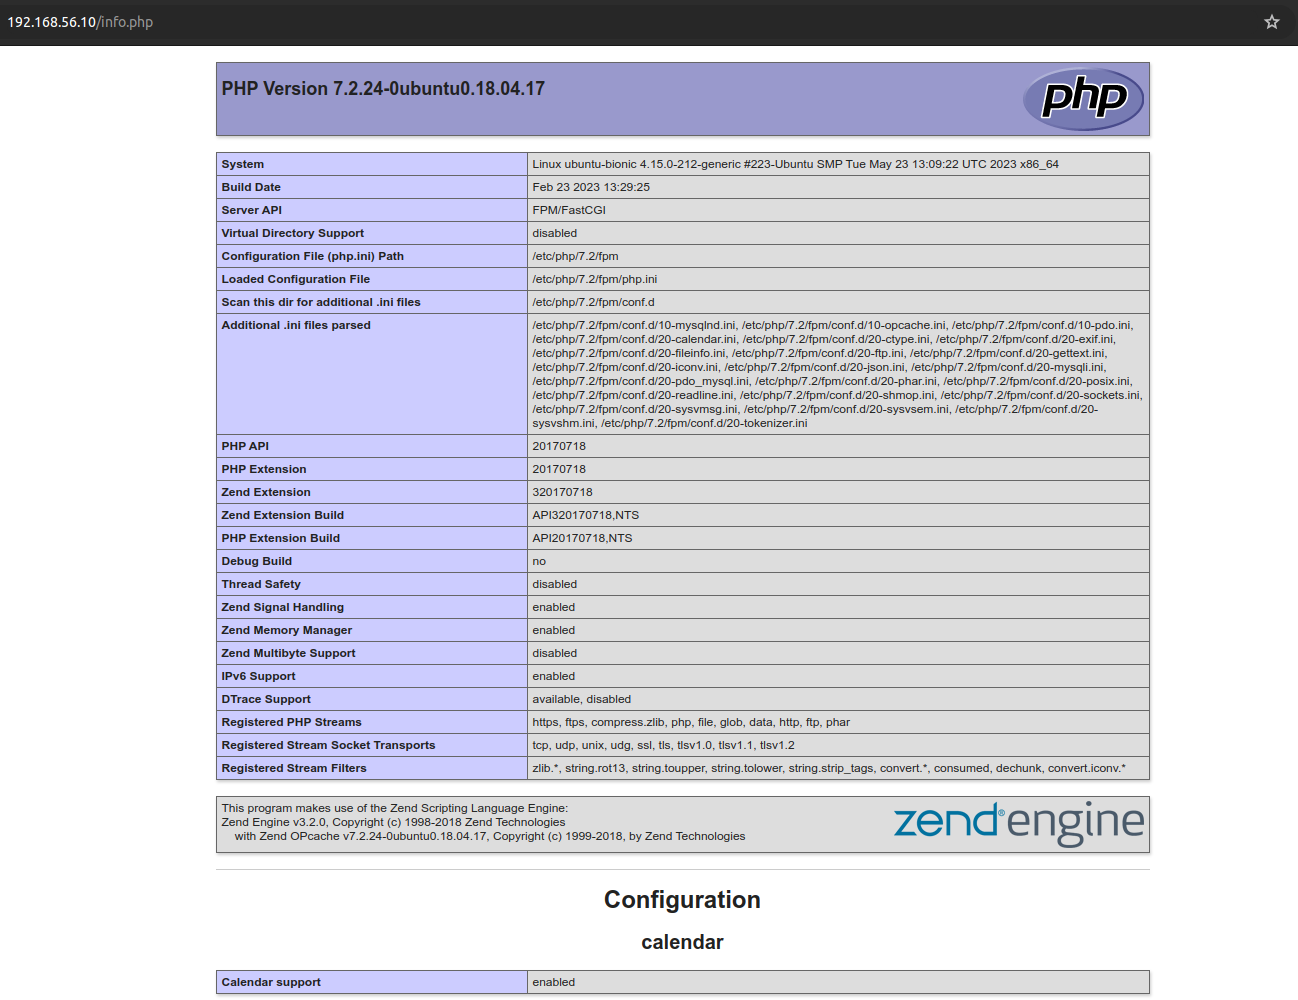 192.168.56.10/info.php
PHP Version 7.2.24-0ubuntu0.18.04.17
php
System Linux ubuntu-bionic 4.15.0-212-generic #223-Ubuntu SMP Tue May 23 13:09:22 UTC 2023 x86_64
Build Date Feb 23 2023 13:29:25
Server API FPM/FastCGI
Virtual Directory Support disabled
Configuration File (php.ini) Path /etc/php/7.2/fpm
Loaded Configuration File /etc/php/7.2/fpm/php.ini
Scan this dir for additional .ini files /etc/php/7.2/fpm/conf.d
Additional .ini files parsed /etc/php/7.2/fpm/conf.d/10-mysqlnd.ini, /etc/php/7.2/fpm/conf.d/10-opcache.ini, /etc/php/7.2/fpm/conf.d/10-pdo.ini,
/etc/php/7.2/fpm/conf.d/20-calendar.ini, /etc/php/7.2/fpm/conf.d/20-ctype.ini, /etc/php/7.2/fpm/conf.d/20-exif.ini,
/etc/php/7.2/fpm/conf.d/20-fileinfo.ini, /etc/php/7.2/fpm/conf.d/20-ftp.ini, /etc/php/7.2/fpm/conf.d/20-gettext.ini,
/etc/php/7.2/fpm/conf.d/20-iconv.ini, /etc/php/7.2/fpm/conf.d/20-json.ini, /etc/php/7.2/fpm/conf.d/20-mysqli.ini,
/etc/php/7.2/fpm/conf.d/20-pdo_mysql.ini, /etc/php/7.2/fpm/conf.d/20-phar.ini, /etc/php/7.2/fpm/conf.d/20-posix.ini,
/etc/php/7.2/fpm/conf.d/20-readline.ini, /etc/php/7.2/fpm/conf.d/20-shmop.ini, /etc/php/7.2/fpm/conf.d/20-sockets.ini,
/etc/php/7.2/fpm/conf.d/20-sysvmsg.ini, /etc/php/7.2/fpm/conf.d/20-sysvsem.ini, /etc/php/7.2/fpm/conf.d/20-
sysvshm.ini, /etc/php/7.2/fpm/conf.d/20-tokenizer.ini
PHP API 20170718
PHP Extension 20170718
Zend Extension 320170718
Zend Extension Build API320170718,NTS
PHP Extension Build API20170718,NTS
Debug Build no
Thread Safety disabled
Zend Signal Handling enabled
Zend Memory Manager enabled
Zend Multibyte Support disabled
IPv6 Support enabled
DTrace Support available, disabled
Registered PHP Streams https, ftps, compress.zlib, php, file, glob, data, http, ftp, phar
Registered Stream Socket Transports tcp, udp, unix, udg, ssl, tls, tlsv1.0, tlsv1.1, tlsv1.2
Registered Stream Filters zlib.*, string.rot13, string.toupper, string.tolower, string.strip_tags, convert.*, consumed, dechunk, convert.iconv.*
This program makes use of the Zend Scripting Language Engine:
Zend Engine v3.2.0, Copyright (c) 1998-2018 Zend Technologies
with Zend OPcache v7.2.24-0ubuntu0.18.04.17, Copyright (c) 1999-2018, by Zend Technologies
zend® engine
Configuration
calendar
Calendar support enabled